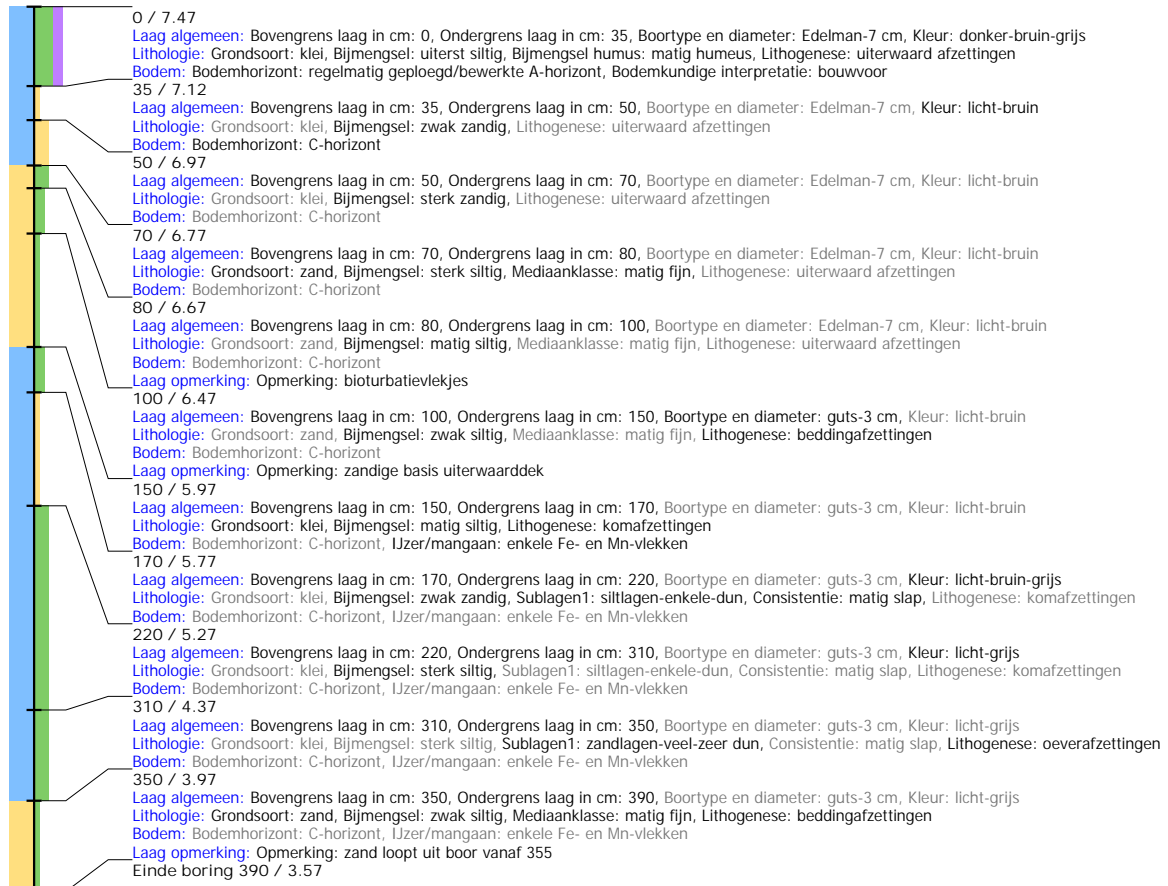 0 / 7.47
Laag algemeen: Bovengrens laag in cm: 0, Ondergrens laag in cm: 35, Boortype en diameter: Edelman-7 cm, Kleur: donker-bruin-grijs
Lithologie: Grondsoort: klei, Bijmengsel: uiterst siltig, Bijmengsel humus: matig humeus, Lithogenese: uiterwaard afzettingen
Bodem: Bodemhorizont: regelmatig geploegd/bewerkte A-horizont, Bodemkundige interpretatie: bouwvoor
35 / 7.12
Laag algemeen: Bovengrens laag in cm: 35, Ondergrens laag in cm: 50, Boortype en diameter: Edelman-7 cm, Kleur: licht-bruin
Lithologie: Grondsoort: klei, Bijmengsel: zwak zandig, Lithogenese: uiterwaard afzettingen
Bodem: Bodemhorizont: C-horizont
50 / 6.97
Laag algemeen: Bovengrens laag in cm: 50, Ondergrens laag in cm: 70, Boortype en diameter: Edelman-7 cm, Kleur: licht-bruin
Lithologie: Grondsoort: klei, Bijmengsel: sterk zandig, Lithogenese: uiterwaard afzettingen
Bodem: Bodemhorizont: C-horizont
70 / 6.77
Laag algemeen: Bovengrens laag in cm: 70, Ondergrens laag in cm: 80, Boortype en diameter: Edelman-7 cm, Kleur: licht-bruin
Lithologie: Grondsoort: zand, Bijmengsel: sterk siltig, Mediaanklasse: matig fijn, Lithogenese: uiterwaard afzettingen
Bodem: Bodemhorizont: C-horizont
80 / 6.67
Laag algemeen: Bovengrens laag in cm: 80, Ondergrens laag in cm: 100, Boortype en diameter: Edelman-7 cm, Kleur: licht-bruin
Lithologie: Grondsoort: zand, Bijmengsel: matig siltig, Mediaanklasse: matig fijn, Lithogenese: uiterwaard afzettingen
Bodem: Bodemhorizont: C-horizont
Laag opmerking: Opmerking: bioturbatievlekjes
100 / 6.47
Laag algemeen: Bovengrens laag in cm: 100, Ondergrens laag in cm: 150, Boortype en diameter: guts-3 cm, Kleur: licht-bruin
Lithologie: Grondsoort: zand, Bijmengsel: zwak siltig, Mediaanklasse: matig fijn, Lithogenese: beddingafzettingen
Bodem: Bodemhorizont: C-horizont
Laag opmerking: Opmerking: zandige basis uiterwaarddek
150 / 5.97
Laag algemeen: Bovengrens laag in cm: 150, Ondergrens laag in cm: 170, Boortype en diameter: guts-3 cm, Kleur: licht-bruin
Lithologie: Grondsoort: klei, Bijmengsel: matig siltig, Lithogenese: komafzettingen
Bodem: Bodemhorizont: C-horizont, IJzer/mangaan: enkele Fe- en Mn-vlekken
170 / 5.77
Laag algemeen: Bovengrens laag in cm: 170, Ondergrens laag in cm: 220, Boortype en diameter: guts-3 cm, Kleur: licht-bruin-grijs
Lithologie: Grondsoort: klei, Bijmengsel: zwak zandig, Sublagen1: siltlagen-enkele-dun, Consistentie: matig slap, Lithogenese: komafzettingen
Bodem: Bodemhorizont: C-horizont, IJzer/mangaan: enkele Fe- en Mn-vlekken
220 / 5.27
Laag algemeen: Bovengrens laag in cm: 220, Ondergrens laag in cm: 310, Boortype en diameter: guts-3 cm, Kleur: licht-grijs
Lithologie: Grondsoort: klei, Bijmengsel: sterk siltig, Sublagen1: siltlagen-enkele-dun, Consistentie: matig slap, Lithogenese: komafzettingen
Bodem: Bodemhorizont: C-horizont, IJzer/mangaan: enkele Fe- en Mn-vlekken
310 / 4.37
Laag algemeen: Bovengrens laag in cm: 310, Ondergrens laag in cm: 350, Boortype en diameter: guts-3 cm, Kleur: licht-grijs
Lithologie: Grondsoort: klei, Bijmengsel: sterk siltig, Sublagen1: zandlagen-veel-zeer dun, Consistentie: matig slap, Lithogenese: oeverafzettingen
Bodem: Bodemhorizont: C-horizont, IJzer/mangaan: enkele Fe- en Mn-vlekken
350 / 3.97
Laag algemeen: Bovengrens laag in cm: 350, Ondergrens laag in cm: 390, Boortype en diameter: guts-3 cm, Kleur: licht-grijs
Lithologie: Grondsoort: zand, Bijmengsel: zwak siltig, Mediaanklasse: matig fijn, Lithogenese: beddingafzettingen
Bodem: Bodemhorizont: C-horizont, IJzer/mangaan: enkele Fe- en Mn-vlekken
Laag opmerking: Opmerking: zand loopt uit boor vanaf 355
Einde boring 390 / 3.57